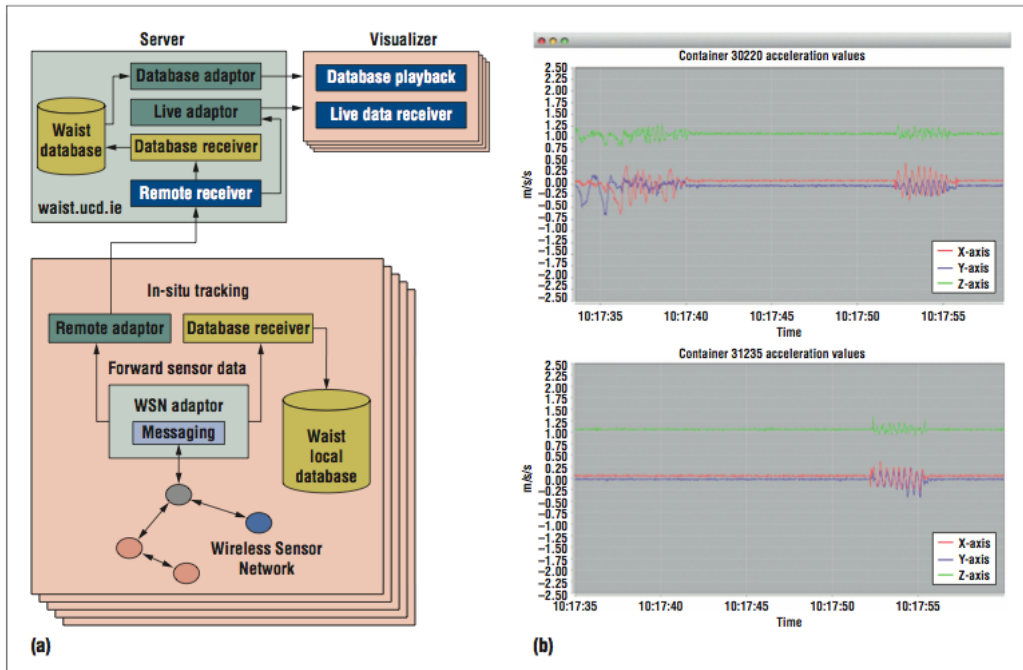 Server
Database adaptor
Live adaptor
Waist
database
Database receiver
Remote receiver
waist.ucd.ie
Visualizer
Database playback
Live data receiver
In-situ tracking
Remote adaptor
Database receiver
Forward sensor data
WSN adaptor
Messaging
Waist
local
database
Wireless Sensor
Network
(a)
Container 30220 acceleration values
2.50
2.25
2.00
1.75
1.50
1.25
1.00
0.75
0.50
0.25
0.00
−0.25
−0.50
−0.75
−1.00
−1.25
−1.50
−1.75
−2.00
−2.25
−2.50
m/s/s
X-axis
Y-axis
Z-axis
10:17:35 10:17:40 10:17:45 10:17:50 10:17:55
Time
Container 31235 acceleration values
2.50
2.25
2.00
1.75
1.50
1.25
1.00
0.75
0.50
0.25
0.00
−0.25
−0.50
−0.75
−1.00
−1.25
−1.50
−1.75
−2.00
−2.25
−2.50
m/s/s
X-axis
Y-axis
Z-axis
10:17:35 10:17:40 10:17:45 10:17:50 10:17:55
Time
(b)